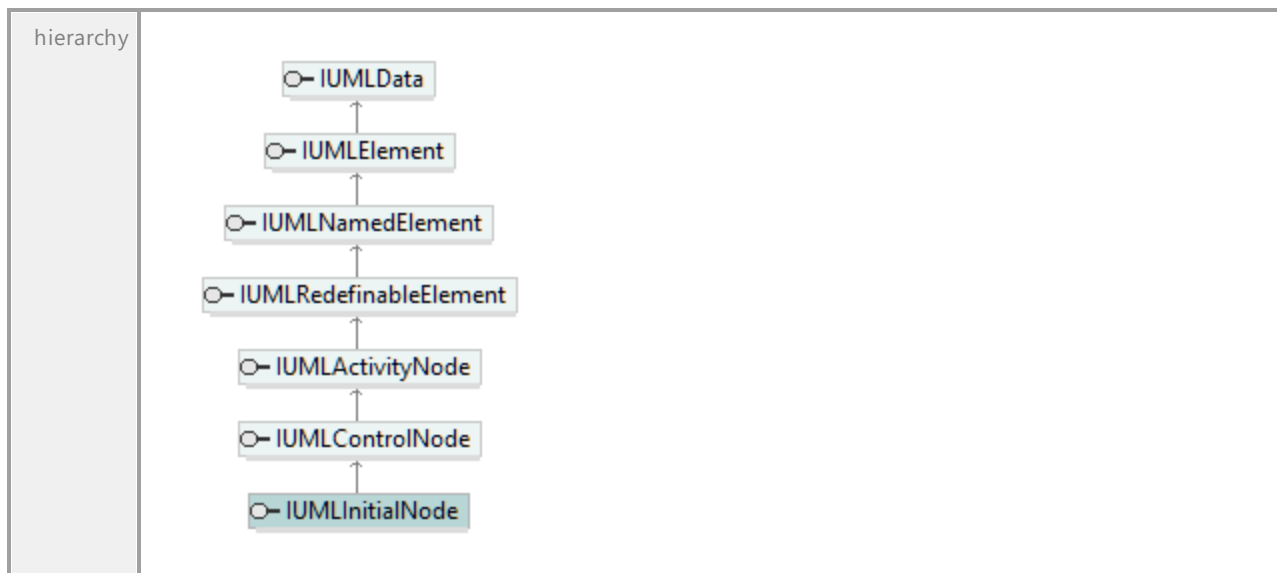 hierarchy
IUMLData
IUMLElement
IUMLNamedElement
IUMLRedefinableElement
IUMLActivityNode
IUMLControlNode
IUMLInitialNode